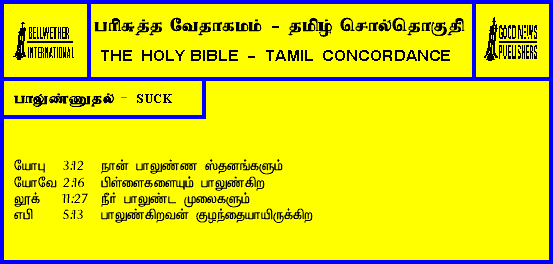 BELLWETHER
INTERNATIONAL
பரிசுத்த வேதாகமம் - தமிழ் சொல்தொகுதி
THE HOLY BIBLE - TAMIL CONCORDANCE
GOOD NEWS
PUBLISHERS
பாலுண்ணுதல் - SUCK
யோபு 3:12 நான் பாலுண்ண ஸ்தனங்களும்
யோவே 2:16 பிள்ளைகளையும் பாலுண்கிற
லூக் 11:27 நீர் பாலுண்ட முலைகளும்
எபி 5:13 பாலுண்கிறவன் குழந்தையாயிருக்கிற